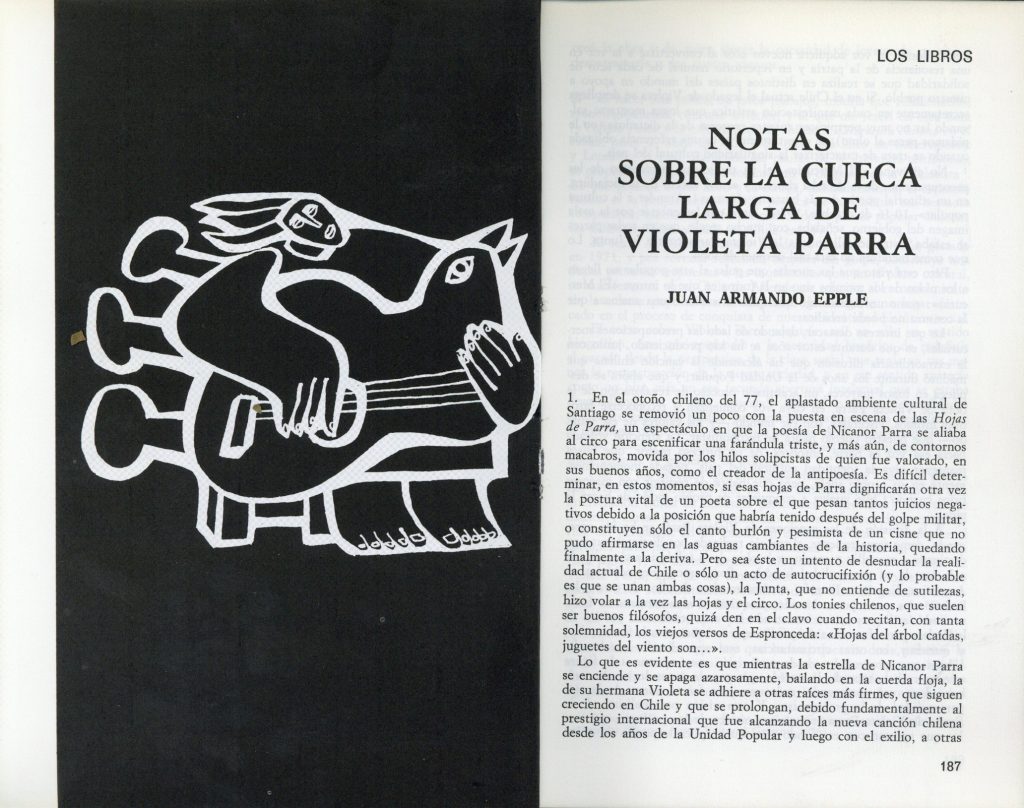 LOS LIBROS
NOTAS
SOBRE LA CUECA
LARGA DE
VIOLETA PARRA
JUAN ARMANDO EPPLE
1. En el otoño chileno del 77, el aplastado ambiente cultural de
Santiago se removió un poco con la puesta en escena de las Hojas
de Parra, un espectáculo en que la poesía de Nicanor Parra se aliaba
al circo para escenificar una farándula triste, y más aún, de contornos
macabros, movida por los hilos solipcistas de quien fue valorado, en
sus buenos años, como el creador de la antipoesía. Es difícil deter-
minar, en estos momentos, si esas hojas de Parra dignificarán otra vez
la postura vital de un poeta sobre el que pesan tantos juicios nega-
tivos debido a la posición que habría tenido después del golpe militar,
o constituyen sólo el canto burlón y pesimista de un cisne que no
pudo afirmarse en las aguas cambiantes de la historia, quedando
finalmente a la deriva. Pero sea éste un intento de desnudar la reali-
dad actual de Chile o sólo un acto de autocrucifixión (y lo probable
es que se unan ambas cosas), la Junta, que no entiende de sutilezas,
hizo volar a la vez las hojas y el circo. Los tonies chilenos, que suelen
ser buenos filósofos, quizá den en el clavo cuando recitan, con tanta
solemnidad, los viejos versos de Espronceda: «Hojas del árbol caídas,
juguetes del viento son...».
Lo que es evidente es que mientras la estrella de Nicanor Parra
se enciende y se apaga azarosamente, bailando en la cuerda floja, la
de su hermana Violeta se adhiere a otras raíces más firmes, que siguen
creciendo en Chile y que se prolongan, debido fundamentalmente al
prestigio internacional que fue alcanzando la nueva canción chilena
desde los años de la Unidad Popular y luego con el exilio, a otras
187